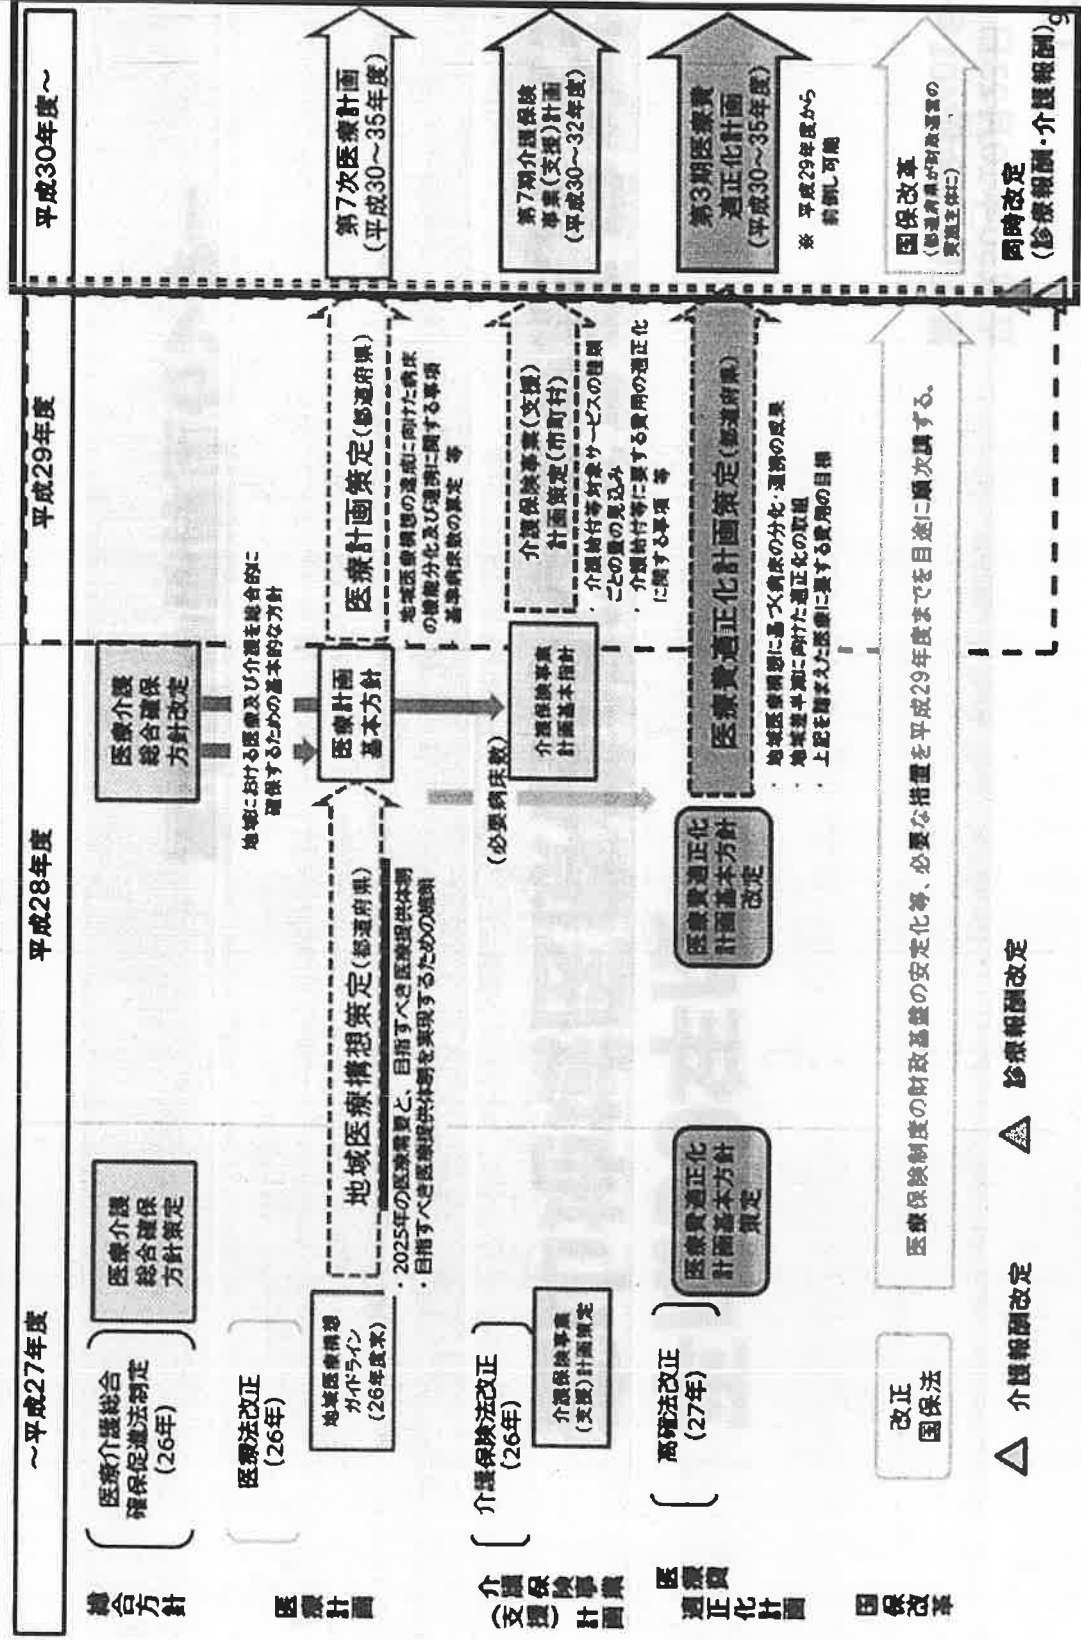 ～平成27年度
平成28年度
平成29年度
平成30年度～
総合方針
医療介護総合
確保促進法制定
(26年)
医療介護
総合確保
方針策定
医療介護
総合確保
方針改定
地域における医療及び介護を総合的に
確保するための基本的な方針
医療計画
医療法改正
(26年)
地域医療構想
ガイドライン
(26年度末)
地域医療構想策定(都道府県)
・2025年の医療需要と、目指すべき医療提供体制
・目指すべき医療提供体制を実現するための施策
医療計画
基本方針
医療計画策定(都道府県)
地域医療構想の達成に向けた病床
の機能分化及び連携に関する事項
基準病床数の算定 等
第7次医療計画
(平成30～35年度)
(必要病床数)
介護保険事業
(支援)計画
介護保険法改正
(26年)
介護保険事業
(支援)計画策定
介護保険事業
計画基本指針
介護保険事業(支援)
計画策定(市町村)
・介護給付等対象サービスの種類
ごとの量の見込み
・介護給付等に要する費用の適正化
に関する事項 等
第7期介護保険
事業(支援)計画
(平成30～32年度)
医療費
適正化計画
高確法改正
(27年)
医療費適正化
計画基本方針
策定
医療費適正化
計画基本方針
改定
医療費適正化計画策定(都道府県)
・地域医療構想に基づく病床の分化・連携の成果
・地域差半減に向けた適正化の取組
・上記を踏まえた医療に要する費用の目標
第3期医療費
適正化計画
(平成30～35年度)
※ 平成29年度から
前倒し可能
国保改革
改正
国保法
医療保険制度の財政基盤の安定化等、必要な措置を平成29年度までを目途に順次講ずる。
国保改革
(都道府県が財政運営の
実施主体に)
介護報酬改定
診療報酬改定
同時改定
(診療報酬・介護報酬)
9